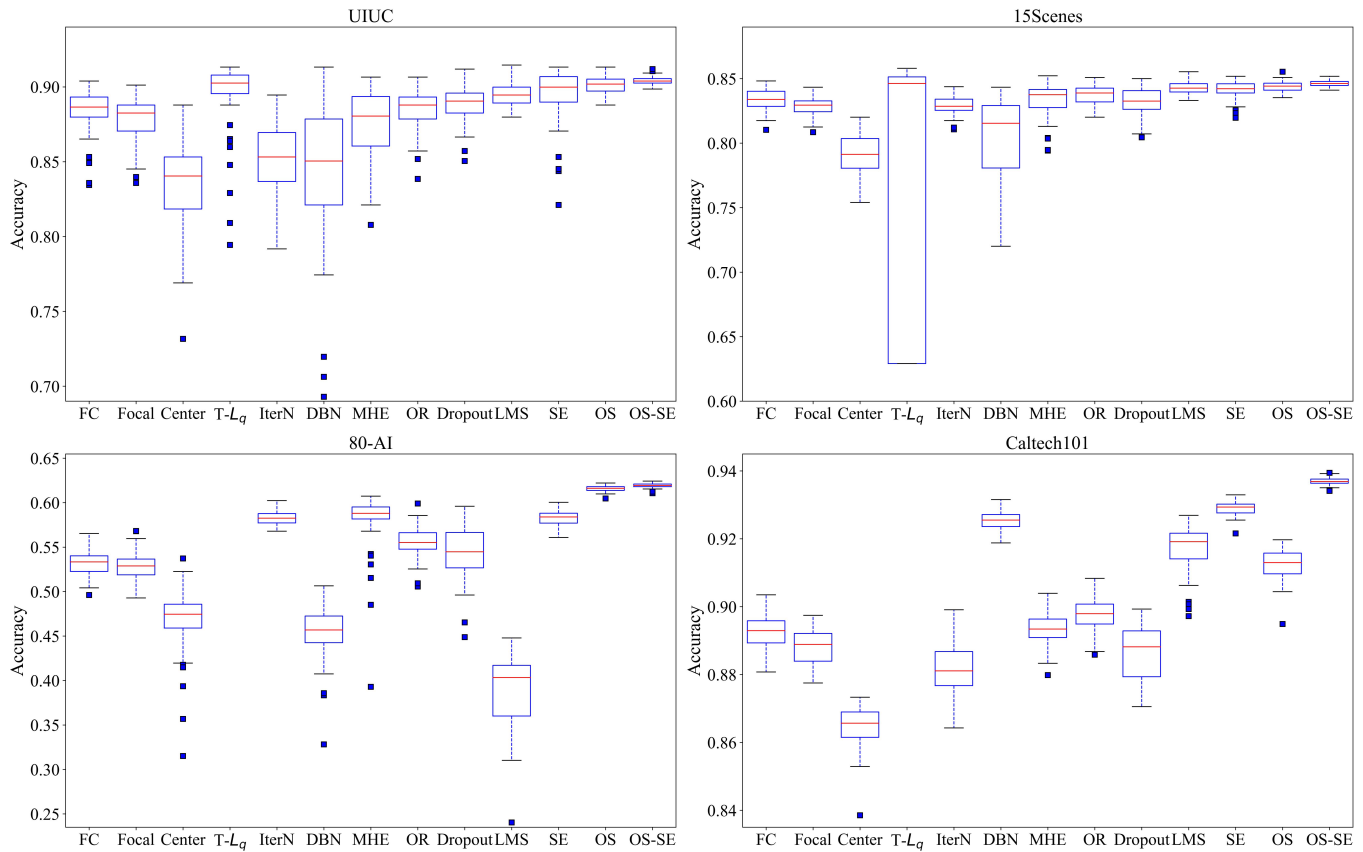 UIUC
Accuracy
0.90
0.85
0.80
0.75
0.70
FC Focal Center T-Lq IterN DBN MHE OR Dropout LMS SE OS OS-SE
15Scenes
Accuracy
0.85
0.80
0.75
0.70
0.65
0.60
FC Focal Center T-Lq IterN DBN MHE OR Dropout LMS SE OS OS-SE
80-AI
Accuracy
0.65
0.60
0.55
0.50
0.45
0.40
0.35
0.30
0.25
FC Focal Center T-Lq IterN DBN MHE OR Dropout LMS SE OS OS-SE
Caltech101
Accuracy
0.94
0.92
0.90
0.88
0.86
0.84
FC Focal Center T-Lq IterN DBN MHE OR Dropout LMS SE OS OS-SE